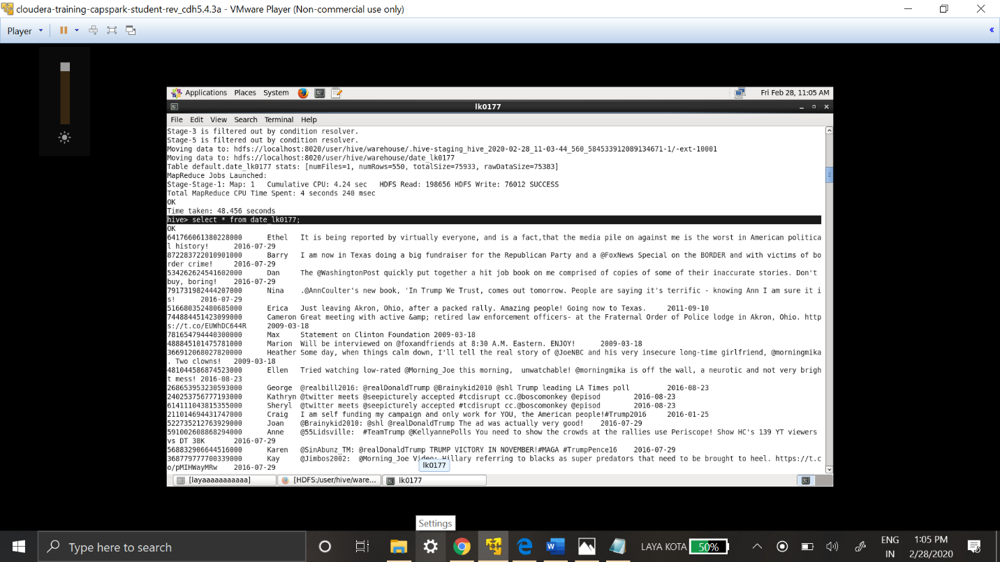 cloudera-training-capspark-student-rev_cdh5.4.3a - VMware Player (Non-commercial use only)
Player
Applications Places System Fri Feb 28, 11:05 AM
lk0177
File Edit View Search Terminal Help
Stage-3 is filtered out by condition resolver.
Stage-5 is filtered out by condition resolver.
Moving data to: hdfs://localhost:8020/user/hive/warehouse/.hive-staging_hive_2020-02-28_11-03-44_560_584533912089134671-1/-ext-10001
Moving data to: hdfs://localhost:8020/user/hive/warehouse/date_lk0177
Table default.date_lk0177 stats: [numFiles=1, numRows=550, totalSize=75933, rawDataSize=75383]
MapReduce Jobs Launched:
Stage-Stage-1: Map: 1 Cumulative CPU: 4.24 sec HDFS Read: 198656 HDFS Write: 76012 SUCCESS
Total MapReduce CPU Time Spent: 4 seconds 240 msec
OK
Time taken: 48.456 seconds
hive> select * from date_lk0177;
OK
641766061380228000 Ethel It is being reported by virtually everyone, and is a fact,that the media pile on against me is the worst in American politica
l history! 2016-07-29
872283722010901000 Barry I am now in Texas doing a big fundraiser for the Republican Party and a @FoxNews Special on the BORDER and with victims of bo
rder crime! 2016-07-29
534262624541602000 Dan The @WashingtonPost quickly put together a hit job book on me comprised of copies of some of their inaccurate stories. Don't
buy, boring! 2016-07-29
791731982444207000 Nina .@AnnCoulter's new book, 'In Trump We Trust, comes out tomorrow. People are saying it's terrific - knowing Ann I am sure it i
s! 2016-07-29
516680352480685000 Erica Just leaving Akron, Ohio, after a packed rally. Amazing people! Going now to Texas. 2011-09-10
744884451423099000 Cameron Great meeting with active &amp; retired law enforcement officers- at the Fraternal Order of Police lodge in Akron, Ohio. http
s://t.co/EUWhDC644R 2009-03-18
781654794440300000 Max Statement on Clinton Foundation 2009-03-18
488845101475781000 Marion Will be interviewed on @foxandfriends at 8:30 A.M. Eastern. ENJOY! 2009-03-18
366912068027820000 Heather Some day, when things calm down, I'll tell the real story of @JoeNBC and his very insecure long-time girlfriend, @morningmika
. Two clowns! 2009-03-18
481044586874523000 Ellen Tried watching low-rated @Morning_Joe this morning, unwatchable! @morningmika is off the wall, a neurotic and not very brigh
t mess! 2016-08-23
268653953230593000 George @realbill2016: @realDonaldTrump @Brainykid2010 @shl Trump leading LA Times poll 2016-08-23
240253756777193000 Kathryn @twitter meets @seepicturely accepted #tcdisrupt cc.@boscomonkey @episod 2016-08-23
614111043815355000 Sheryl @twitter meets @seepicturely accepted #tcdisrupt cc.@boscomonkey @episod 2016-08-23
211014694431747000 Craig I am self funding my campaign and only work for YOU, the American people!#Trump2016 2016-01-25
522735212763929000 Joan @Brainykid2010: @shl @realDonaldTrump The ad was actually very good! 2016-07-29
591002608868294000 Anne @55Lidsville: #TeamTrump @KellyannePolls You need to show the crowds at the rallies use Periscope! Show HC's 139 YT viewers
vs DT 38K 2016-07-29
568832906644516000 Karen @SinAbunz_TM: @realDonaldTrump TRUMP VICTORY IN NOVEMBER!#MAGA #TrumpPence16 2016-07-29
368779777700339000 Kay @Jimbos2002: @Morning_Joe Video: Hillary referring to blacks as super predators that need to be brought to heel. https://t.c
o/pMIHWayMRw 2016-07-29
lk0177
[layaaaaaaaaaaa] [HDFS:/user/hive/ware... lk0177
Settings
Type here to search LAYA KOTA 50% ENG 1:05 PM
IN 2/28/2020